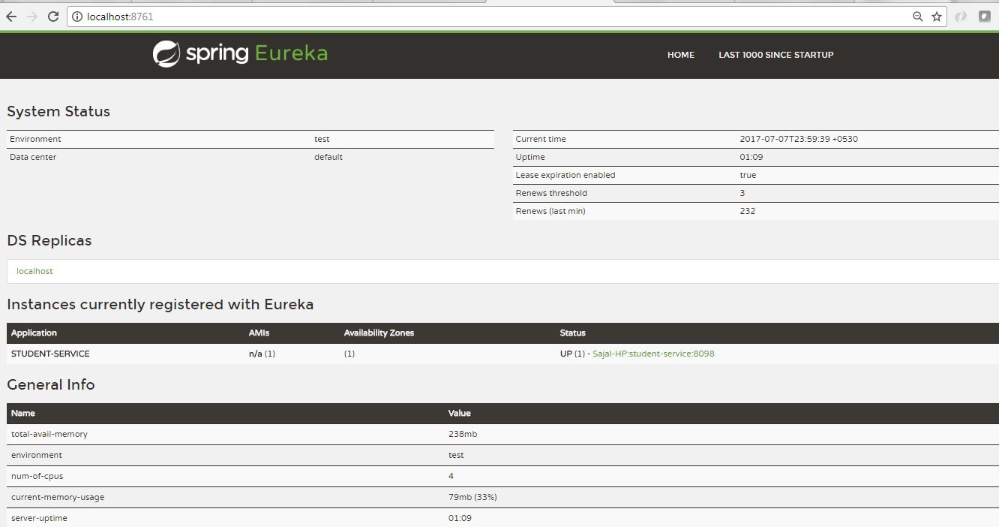 localhost:8761
spring Eureka
HOME LAST 1000 SINCE STARTUP
System Status
Environment test
Data center default
Current time 2017-07-07T23:59:39 +0530
Uptime 01:09
Lease expiration enabled true
Renews threshold 3
Renews (last min) 232
DS Replicas
localhost
Instances currently registered with Eureka
Application AMIs Availability Zones Status
STUDENT-SERVICE n/a (1) (1) UP (1) - Sajal-HP:student-service:8098
General Info
Name Value
total-avail-memory 238mb
environment test
num-of-cpus 4
current-memory-usage 79mb (33%)
server-uptime 01:09